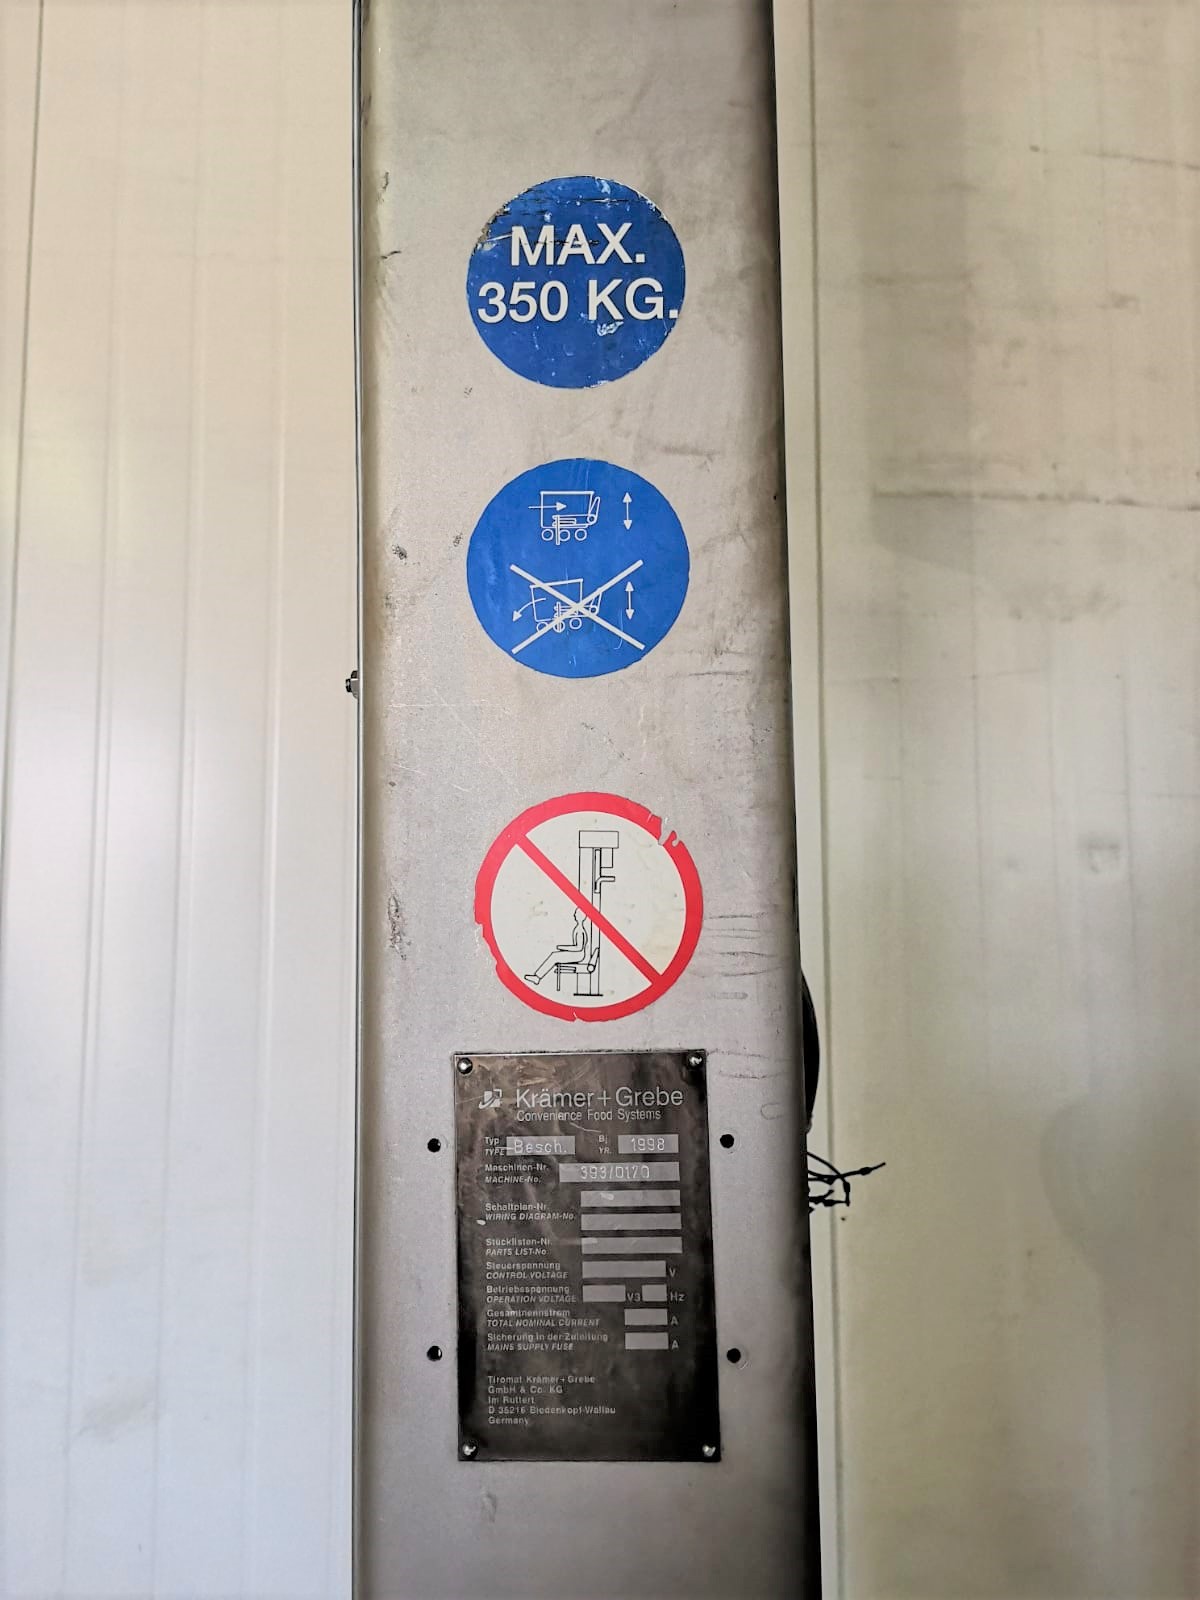 MAX.
350 KG.
Krämer+Grebe
Convenience Food Systems
Typ Bj
TYPE Besch. YR. 1998
Maschinen-Nr.
MACHINE-No. 393/0170
Schaltplan-Nr.
WIRING DIAGRAM-No.
Stücklisten-Nr.
PARTS LIST-No
Steuerspannung
CONTROL VOLTAGE V
Betriebsspannung
OPERATION VOLTAGE V3 Hz
Gesamtnennstrom
TOTAL NOMINAL CURRENT A
Sicherung in der Zuleitung
MAINS SUPPLY FUSE A
Tiromat Krämer+Grebe
GmbH & Co. KG
Im Ruttert
D 35216 Biedenkopf-Wallau
Germany